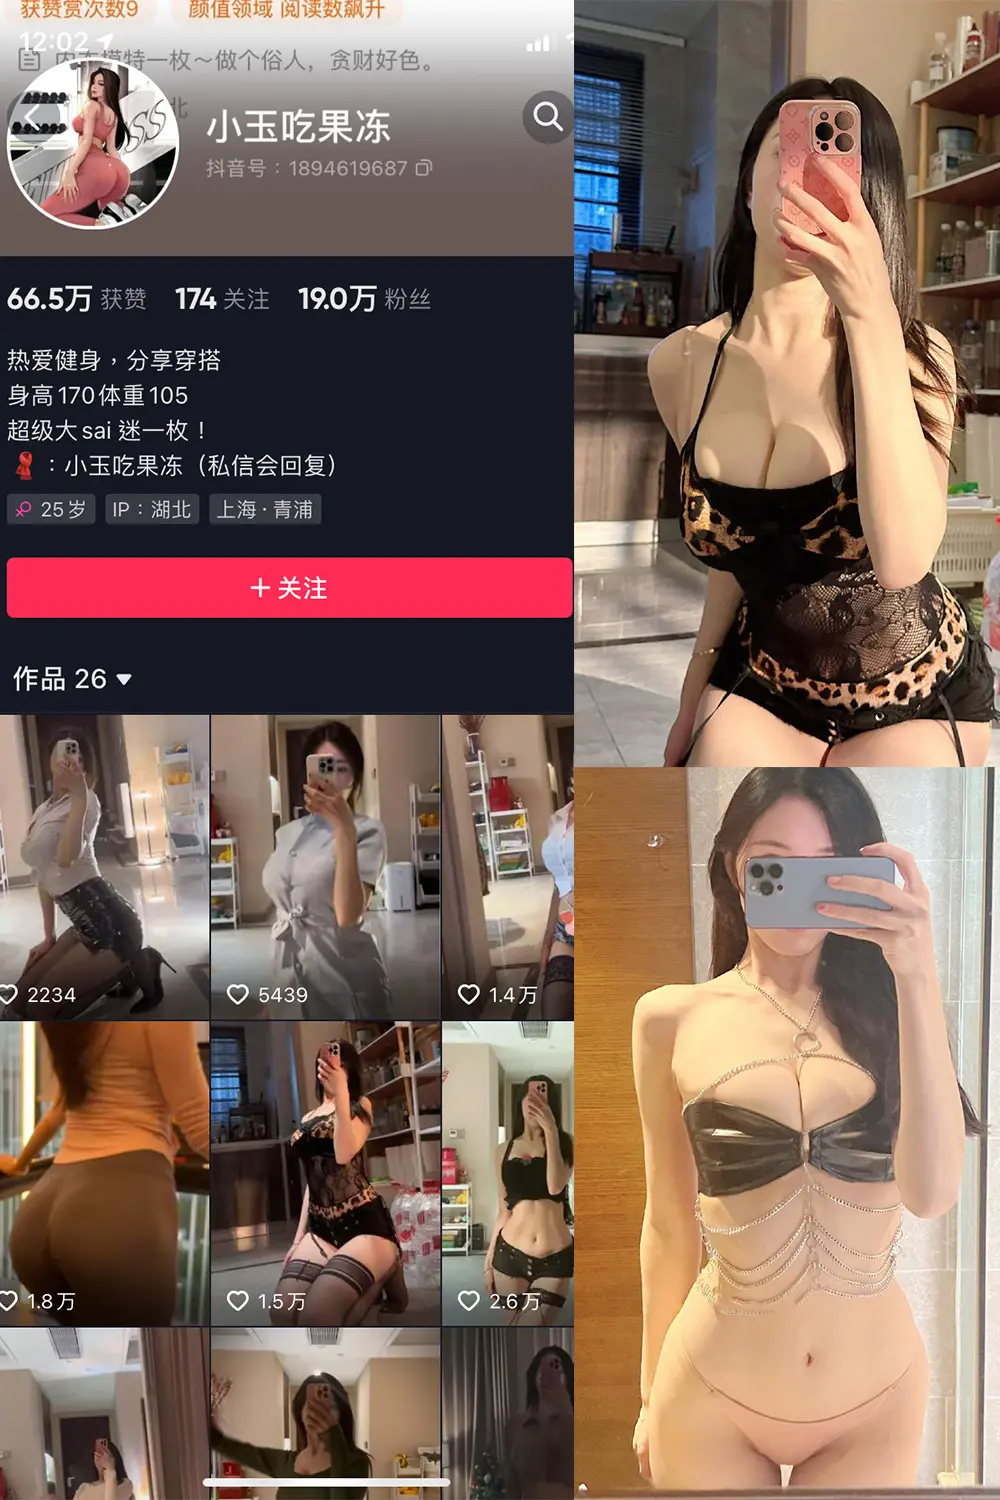 获赞赏次数9
颜值领域 阅读数飙升
12:02
内衣模特一枚～做个俗人，贪财好色。
北
小玉吃果冻
抖音号：1894619687
66.5万 获赞 174 关注 19.0万 粉丝
热爱健身，分享穿搭
身高170体重105
超级大sai 迷一枚！
：小玉吃果冻（私信会回复）
25岁 IP：湖北 上海·青浦
＋关注
作品 26
2234 5439 1.4万
1.8万 1.5万 2.6万